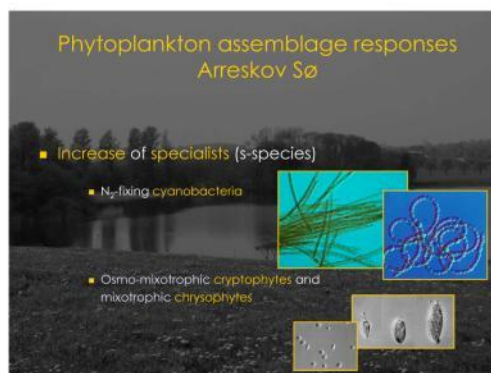 Phytoplankton assemblage responses
Arreskov Sø
Increase of specialists (s-species)
N₂-fixing cyanobacteria
Osmo-mixotrophic cryptophytes and
mixotrophic chrysophytes